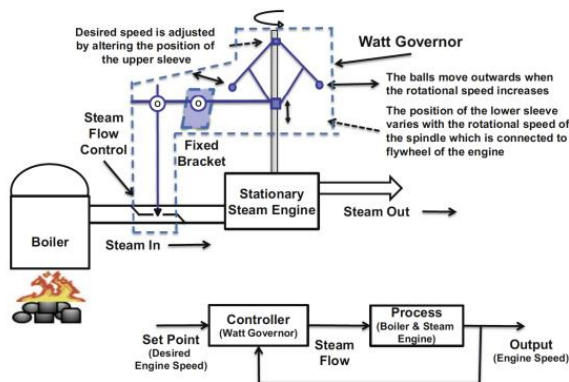 Desired speed is adjusted
by altering the position of
the upper sleeve
Watt Governor
The balls move outwards when
the rotational speed increases
The position of the lower sleeve
varies with the rotational speed of
the spindle which is connected to
flywheel of the engine
Steam
Flow
Control
Fixed
Bracket
Stationary
Steam Engine
Steam Out
Boiler
Steam In
Controller
(Watt Governor)
Process
(Boiler & Steam
Engine)
Set Point
(Desired
Engine Speed)
Steam
Flow
Output
(Engine Speed)